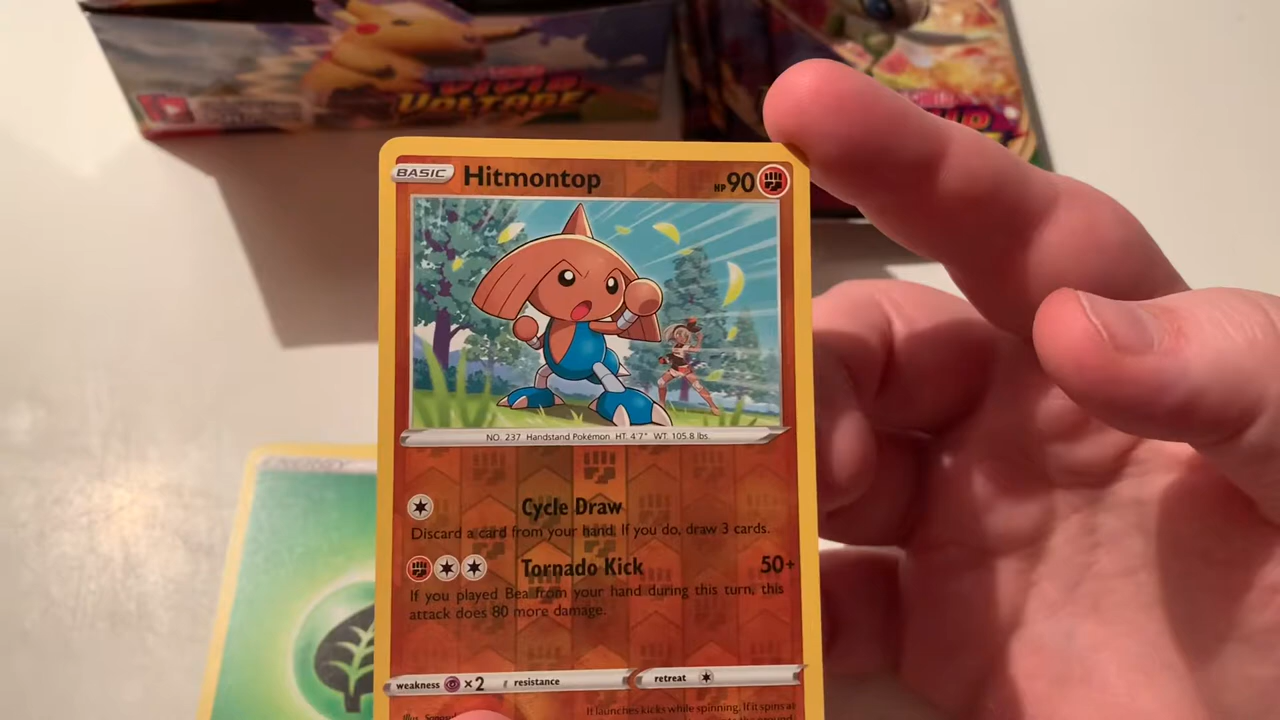 VIVID
VOLTAGE
BASIC Hitmontop HP 90
NO. 237 Handstand Pokémon HT. 4'7" WT. 105.8 lbs.
Cycle Draw
Discard a card from your hand. If you do, draw 3 cards.
Tornado Kick 50+
If you played Bea from your hand during this turn, this
attack does 80 more damage.
weakness ×2 resistance retreat
It launches kicks while spinning. If it spins at